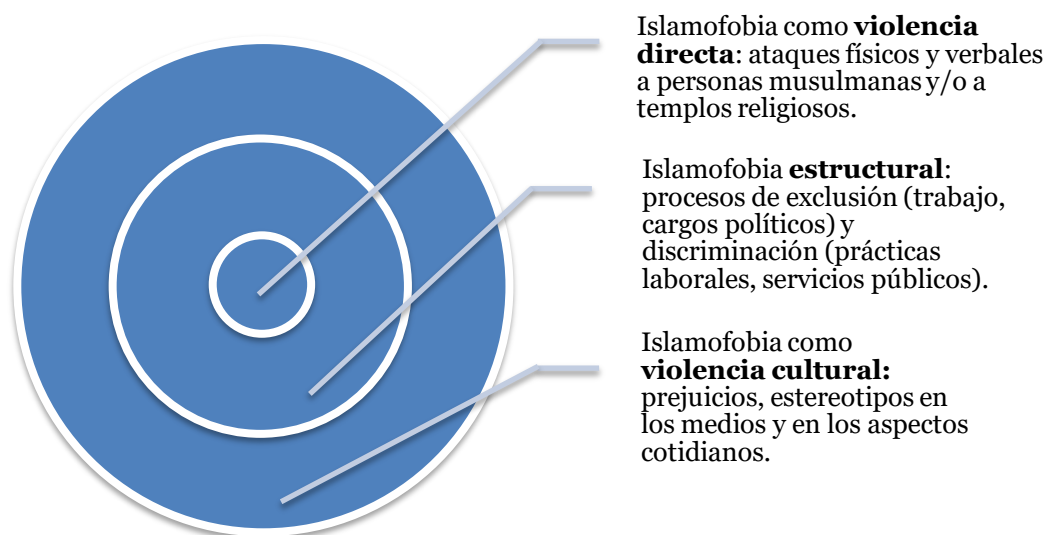 Islamofobia como violencia
directa: ataques físicos y verbales
a personas musulmanas y/o a
templos religiosos.
Islamofobia estructural:
procesos de exclusión (trabajo,
cargos políticos) y
discriminación (prácticas
laborales, servicios públicos).
Islamofobia como
violencia cultural:
prejuicios, estereotipos en
los medios y en los aspectos
cotidianos.